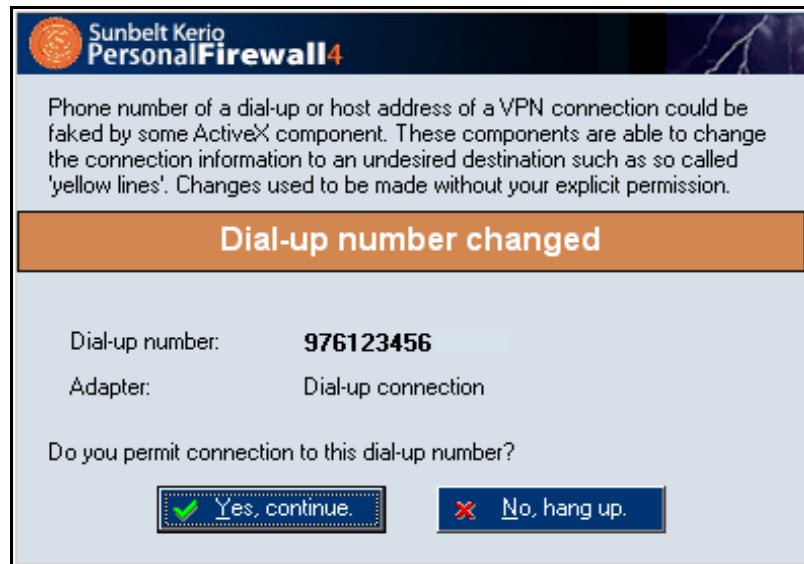 Sunbelt Kerio
PersonalFirewall4
Phone number of a dial-up or host address of a VPN connection could be
faked by some ActiveX component. These components are able to change
the connection information to an undesired destination such as so called
'yellow lines'. Changes used to be made without your explicit permission.
Dial-up number changed
Dial-up number: 976123456
Adapter: Dial-up connection
Do you permit connection to this dial-up number?
Yes, continue. No, hang up.